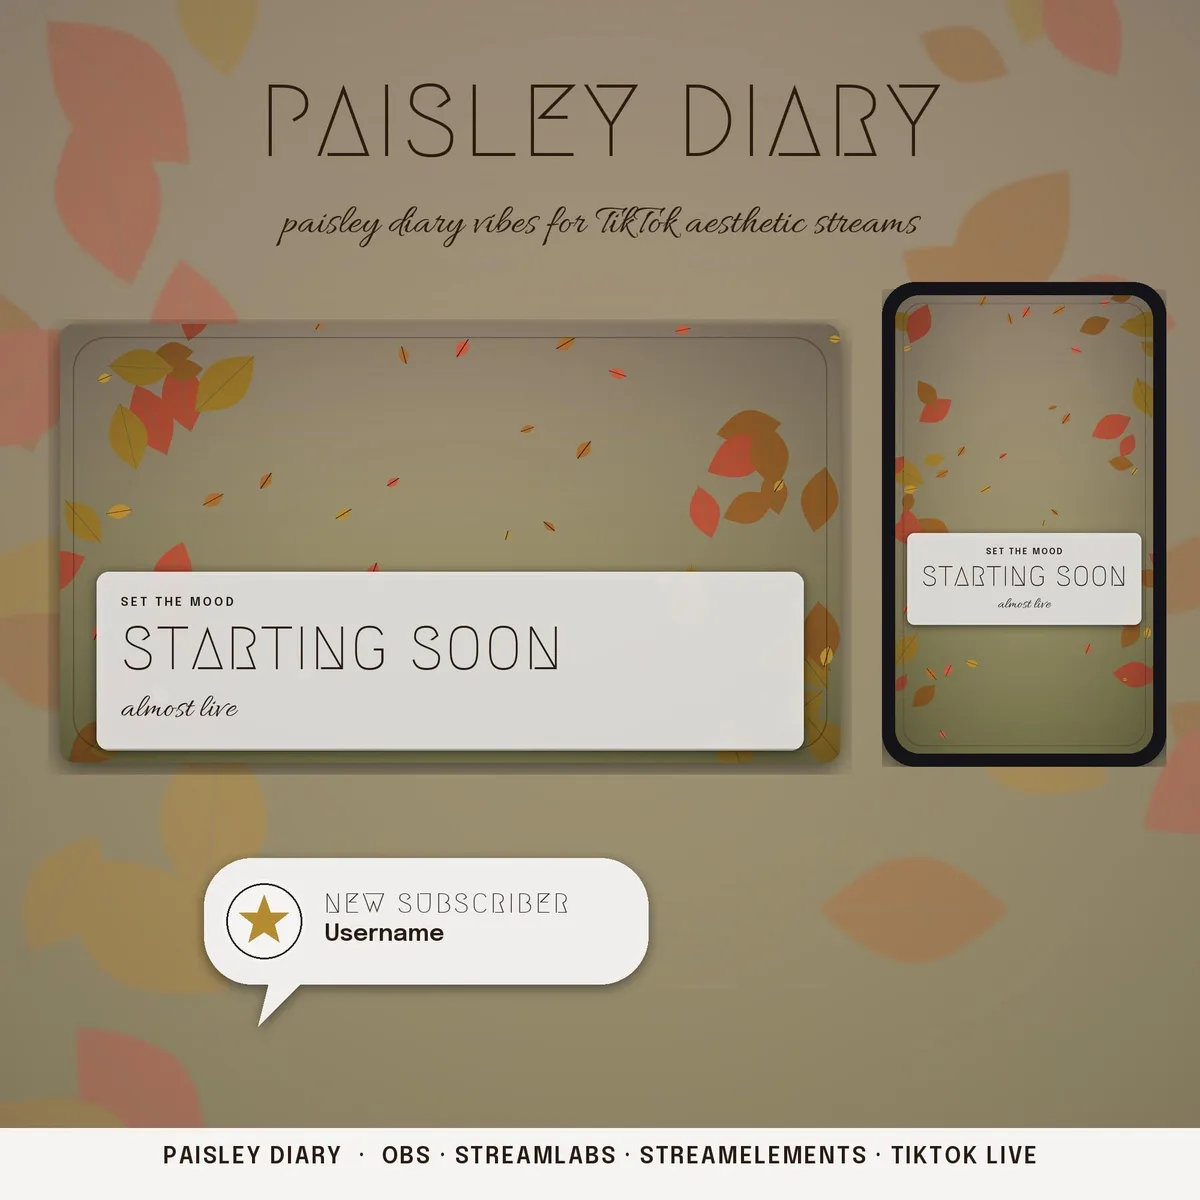 PAISLEY DIARY
paisley diary vibes for TikTok aesthetic streams
SET THE MOOD
STARTING SOON
almost live
SET THE MOOD
STARTING SOON
almost live
NEW SUBSCRIBER
Username
PAISLEY DIARY · OBS · STREAMLABS · STREAMELEMENTS · TIKTOK LIVE